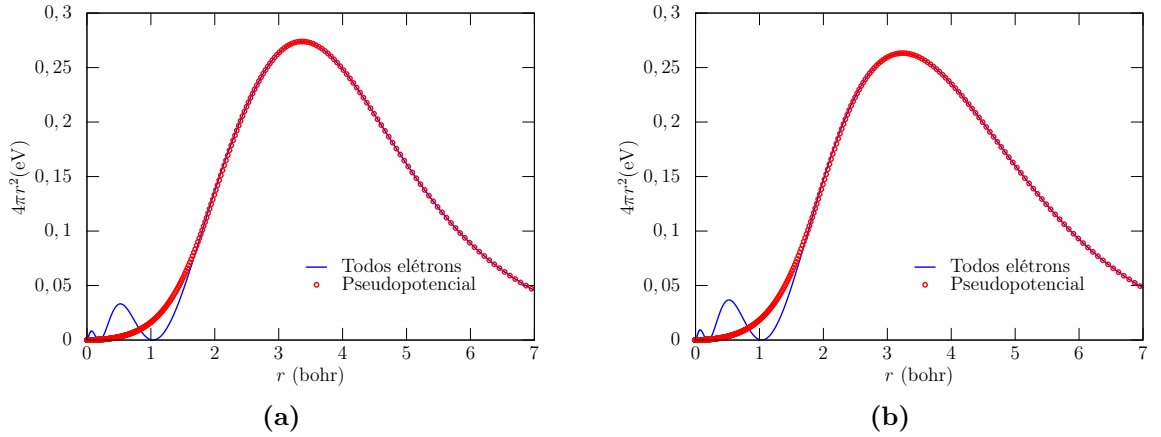 0,3
0,25
0,2
0,15
0,1
0,05
0
4πr²(eV)
Todos elétrons
Pseudopotencial
0 1 2 3 4 5 6 7
r (bohr)
(a)
0,3
0,25
0,2
0,15
0,1
0,05
0
4πr²(eV)
Todos elétrons
Pseudopotencial
0 1 2 3 4 5 6 7
r (bohr)
(b)